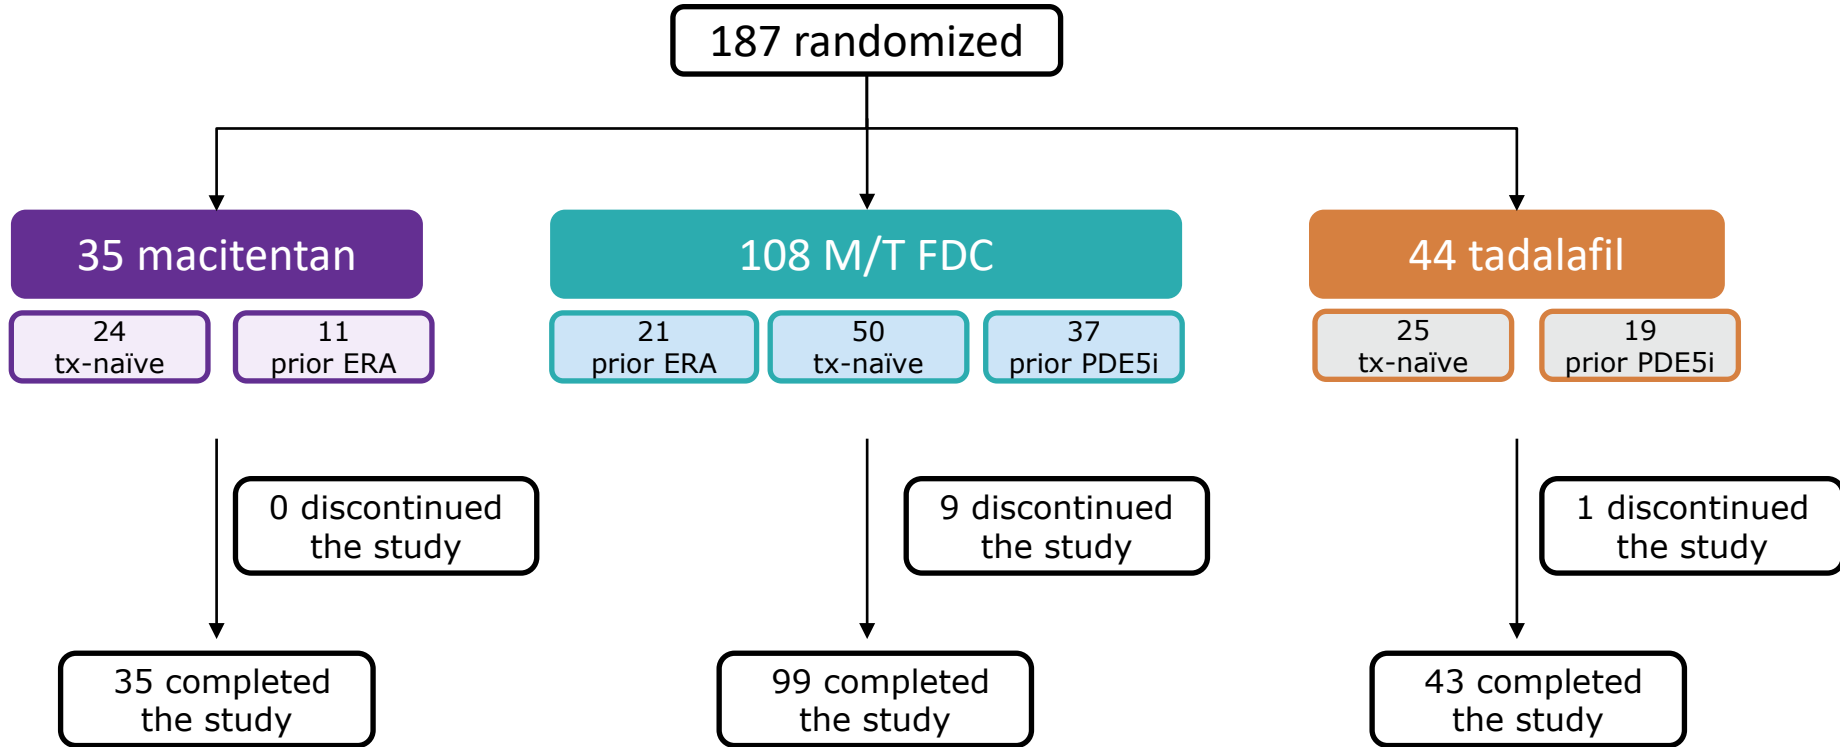 187 randomized
35 macitentan
108 M/T FDC
44 tadalafil
24
tx-naïve
11
prior ERA
21
prior ERA
50
tx-naïve
37
prior PDE5i
25
tx-naïve
19
prior PDE5i
0 discontinued
the study
9 discontinued
the study
1 discontinued
the study
35 completed
the study
99 completed
the study
43 completed
the study